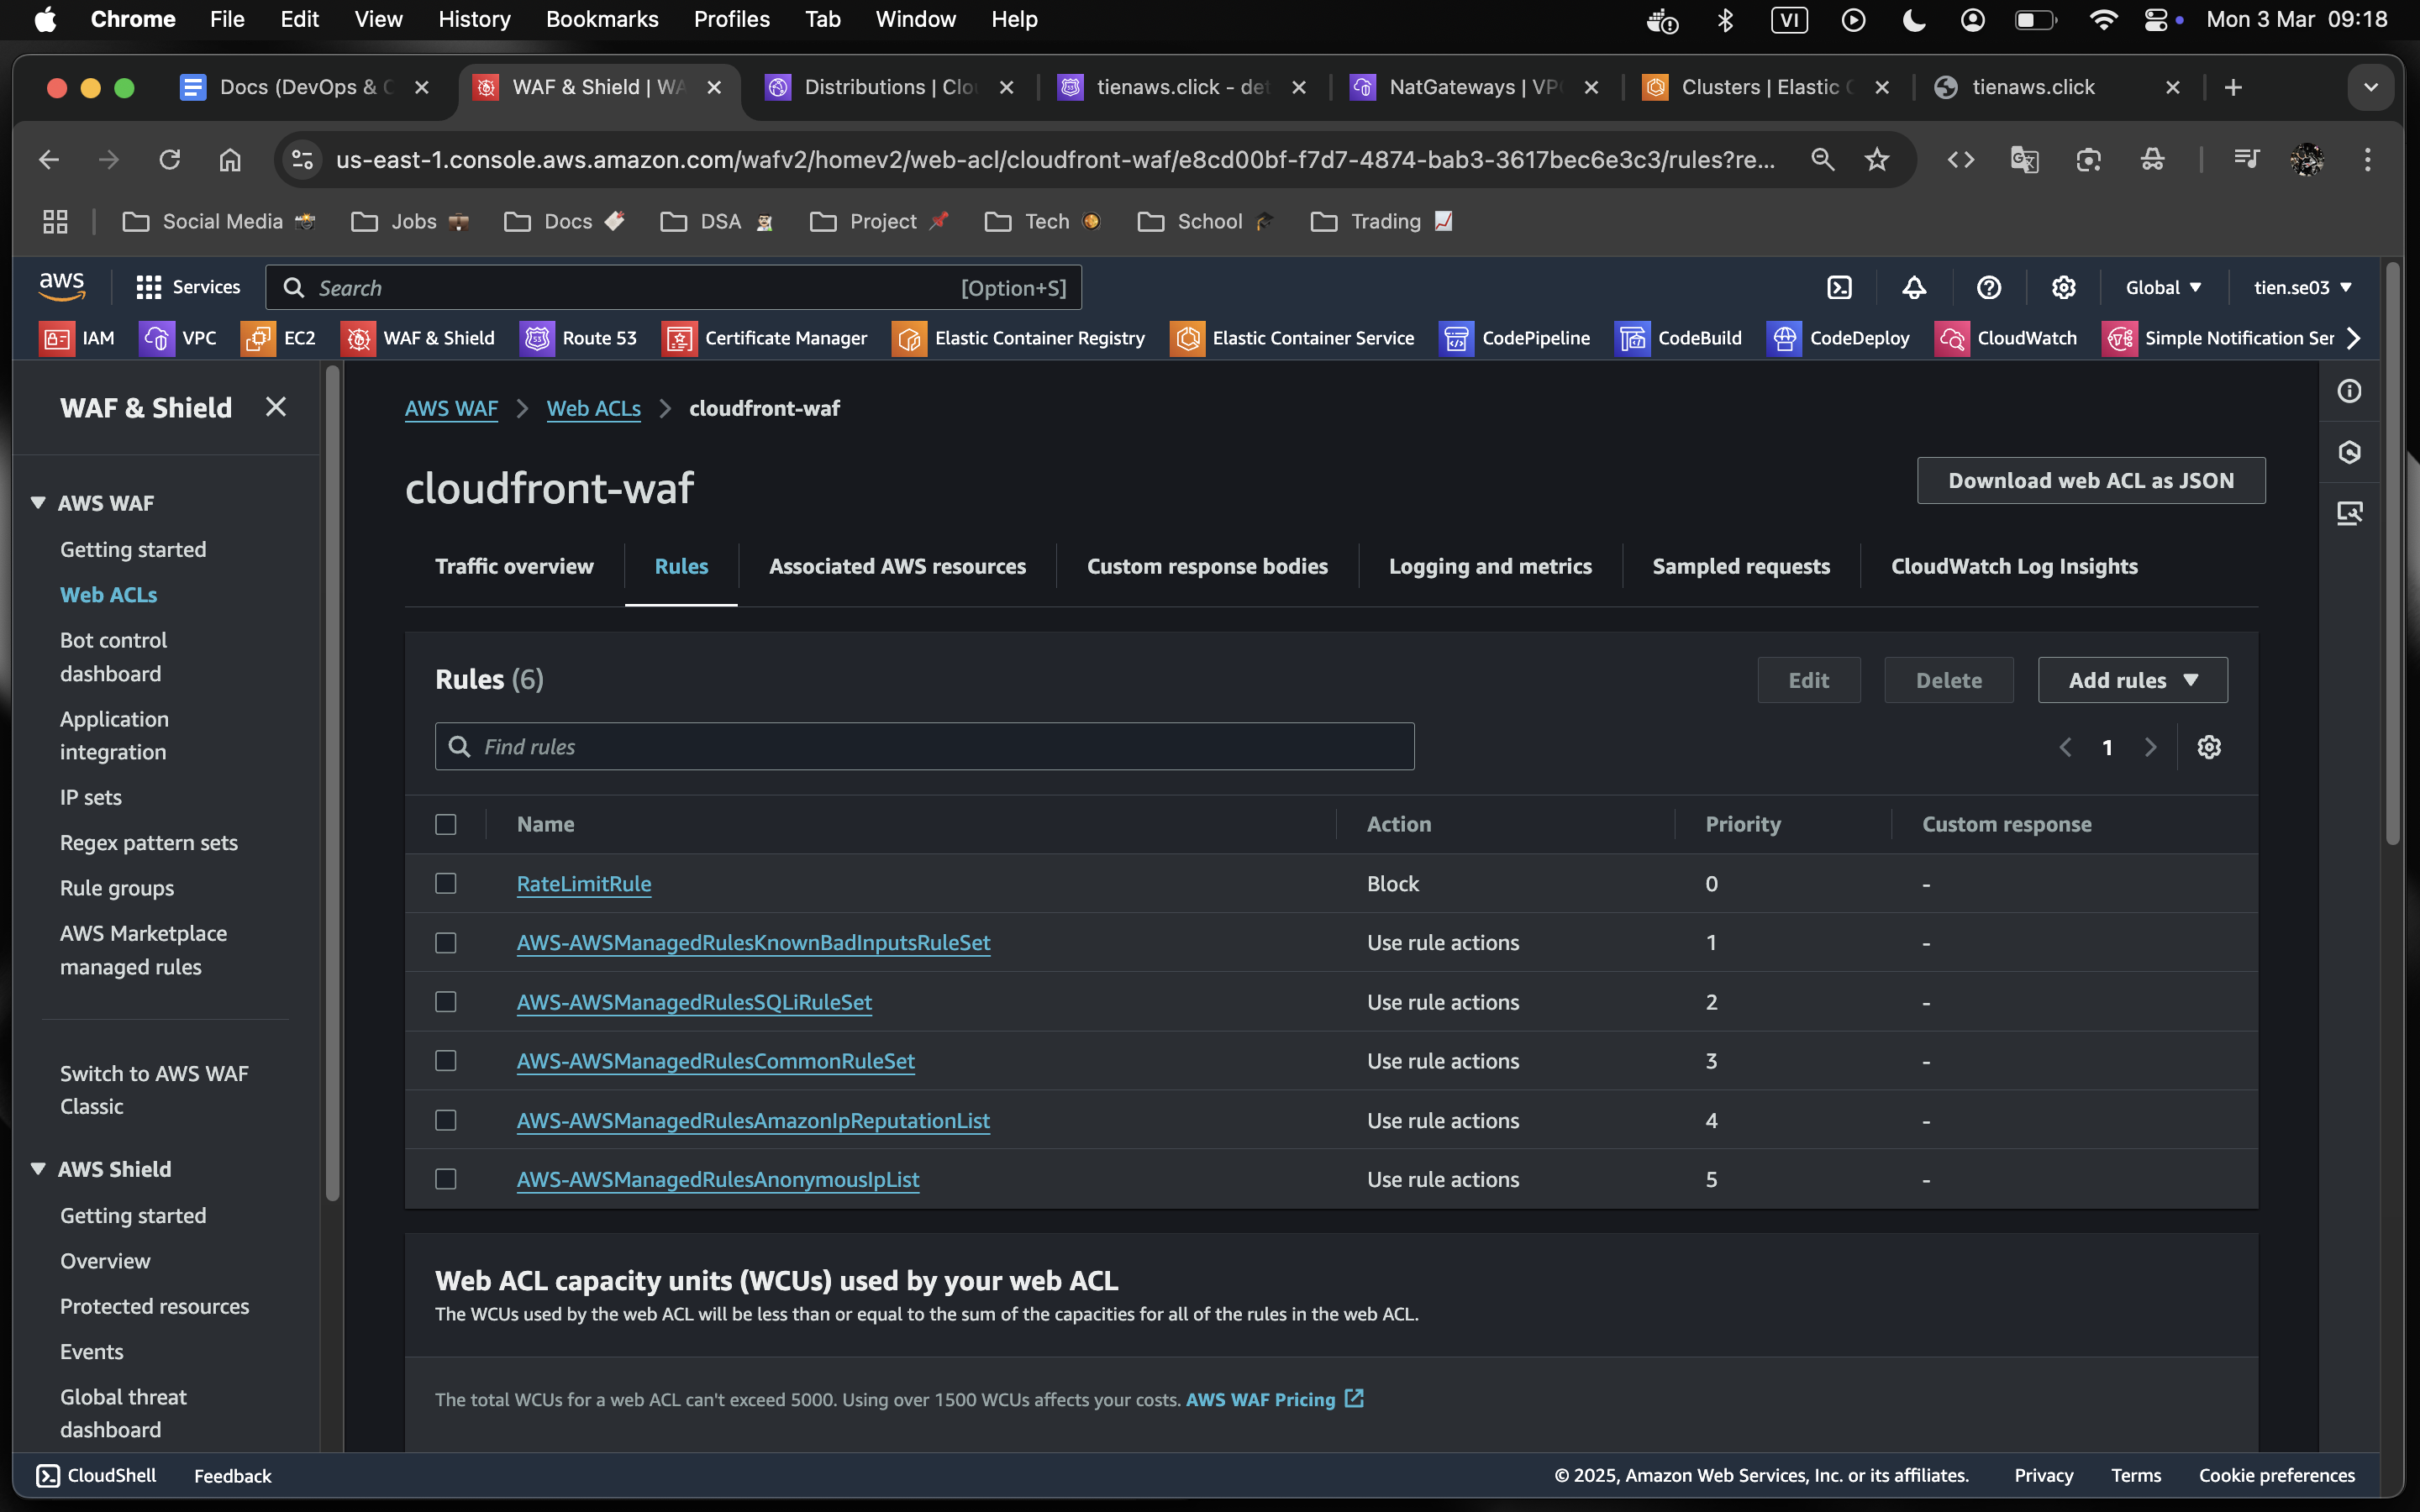 Chrome File Edit View History Bookmarks Profiles Tab Window Help VI Mon 3 Mar 09:18
Docs (DevOps & C WAF & Shield | WA Distributions | Clou tienaws.click - det NatGateways | VPC Clusters | Elastic C tienaws.click
us-east-1.console.aws.amazon.com/wafv2/homev2/web-acl/cloudfront-waf/e8cd00bf-f7d7-4874-bab3-3617bec6e3c3/rules?re...
Social Media Jobs Docs DSA Project Tech School Trading
aws Services Search [Option+S] Global tien.se03
IAM VPC EC2 WAF & Shield Route 53 Certificate Manager Elastic Container Registry Elastic Container Service CodePipeline CodeBuild CodeDeploy CloudWatch Simple Notification Ser
WAF & Shield
AWS WAF
Getting started
Web ACLs
Bot control
dashboard
Application
integration
IP sets
Regex pattern sets
Rule groups
AWS Marketplace
managed rules
Switch to AWS WAF
Classic
AWS Shield
Getting started
Overview
Protected resources
Events
Global threat
dashboard
AWS WAF Web ACLs cloudfront-waf
cloudfront-waf
Download web ACL as JSON
Traffic overview Rules Associated AWS resources Custom response bodies Logging and metrics Sampled requests CloudWatch Log Insights
Rules (6)
Edit Delete Add rules
Find rules
1
Name Action Priority Custom response
RateLimitRule Block 0 -
AWS-AWSManagedRulesKnownBadInputsRuleSet Use rule actions 1 -
AWS-AWSManagedRulesSQLiRuleSet Use rule actions 2 -
AWS-AWSManagedRulesCommonRuleSet Use rule actions 3 -
AWS-AWSManagedRulesAmazonIpReputationList Use rule actions 4 -
AWS-AWSManagedRulesAnonymousIpList Use rule actions 5 -
Web ACL capacity units (WCUs) used by your web ACL
The WCUs used by the web ACL will be less than or equal to the sum of the capacities for all of the rules in the web ACL.
The total WCUs for a web ACL can't exceed 5000. Using over 1500 WCUs affects your costs. AWS WAF Pricing
CloudShell Feedback © 2025, Amazon Web Services, Inc. or its affiliates. Privacy Terms Cookie preferences